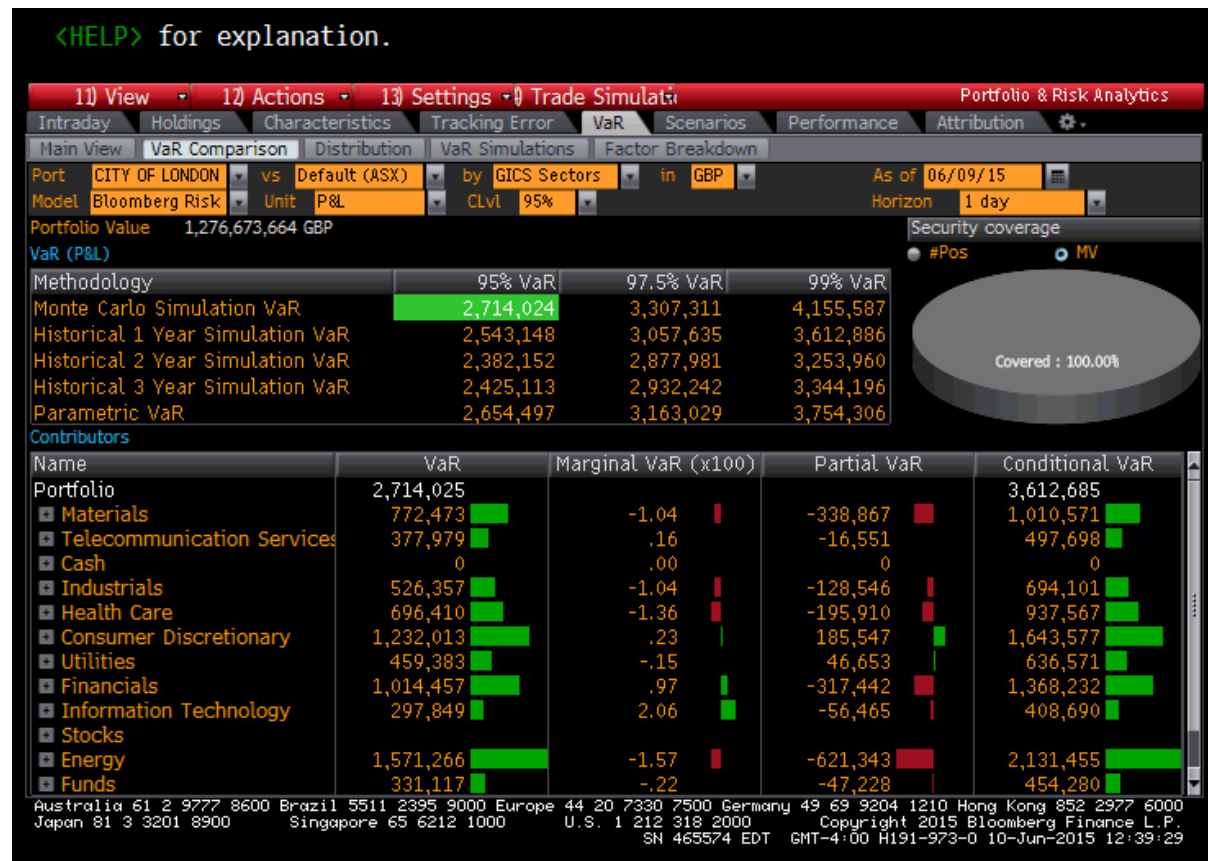 <HELP> for explanation.
11) View 12) Actions 13) Settings Trade Simulati Portfolio & Risk Analytics
Intraday Holdings Characteristics Tracking Error VaR Scenarios Performance Attribution
Main View VaR Comparison Distribution VaR Simulations Factor Breakdown
Port CITY OF LONDON vs Default (ASX) by GICS Sectors in GBP As of 06/09/15
Model Bloomberg Risk Unit P&L CLvl 95% Horizon 1 day
Portfolio Value 1,276,673,664 GBP Security coverage
VaR (P&L) #Pos MV
Methodology 95% VaR 97.5% VaR 99% VaR
Monte Carlo Simulation VaR 2,714,024 3,307,311 4,155,587
Historical 1 Year Simulation VaR 2,543,148 3,057,635 3,612,886
Historical 2 Year Simulation VaR 2,382,152 2,877,981 3,253,960
Covered : 100.00%
Historical 3 Year Simulation VaR 2,425,113 2,932,242 3,344,196
Parametric VaR 2,654,497 3,163,029 3,754,306
Contributors
Name VaR Marginal VaR (x100) Partial VaR Conditional VaR
Portfolio 2,714,025 3,612,685
Materials 772,473 -1.04 -338,867 1,010,571
Telecommunication Services 377,979 .16 -16,551 497,698
Cash 0 .00 0 0
Industrials 526,357 -1.04 -128,546 694,101
Health Care 696,410 -1.36 -195,910 937,567
Consumer Discretionary 1,232,013 .23 185,547 1,643,577
Utilities 459,383 -.15 46,653 636,571
Financials 1,014,457 .97 -317,442 1,368,232
Information Technology 297,849 2.06 -56,465 408,690
Stocks
Energy 1,571,266 -1.57 -621,343 2,131,455
Funds 331,117 -.22 -47,228 454,280
Australia 61 2 9777 8600 Brazil 5511 2395 9000 Europe 44 20 7330 7500 Germany 49 69 9204 1210 Hong Kong 852 2977 6000
Japan 81 3 3201 8900 Singapore 65 6212 1000 U.S. 1 212 318 2000 Copyright 2015 Bloomberg Finance L.P.
SN 465574 EDT GMT-4:00 H191-973-0 10-Jun-2015 12:39:29